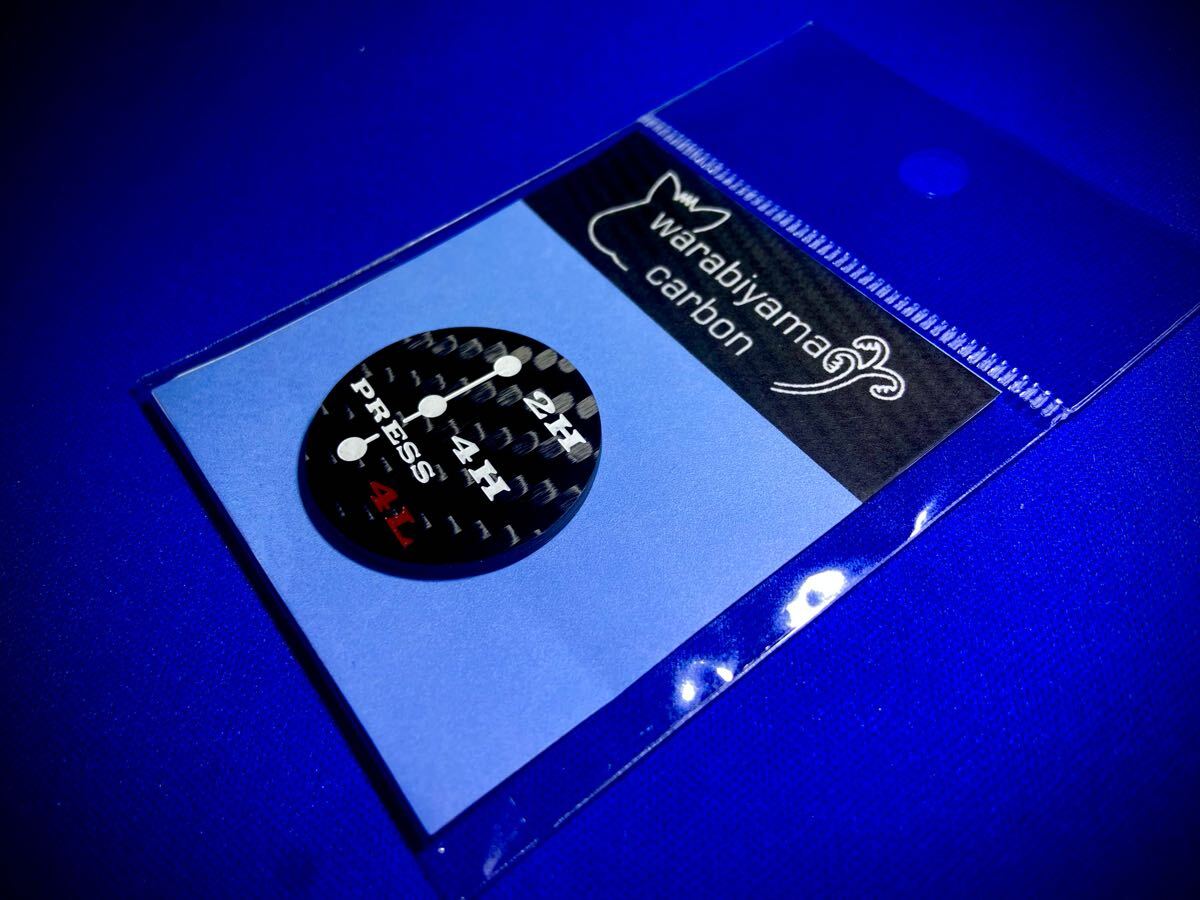 warabiyama
carbon
2H
4H
PRESS
4L